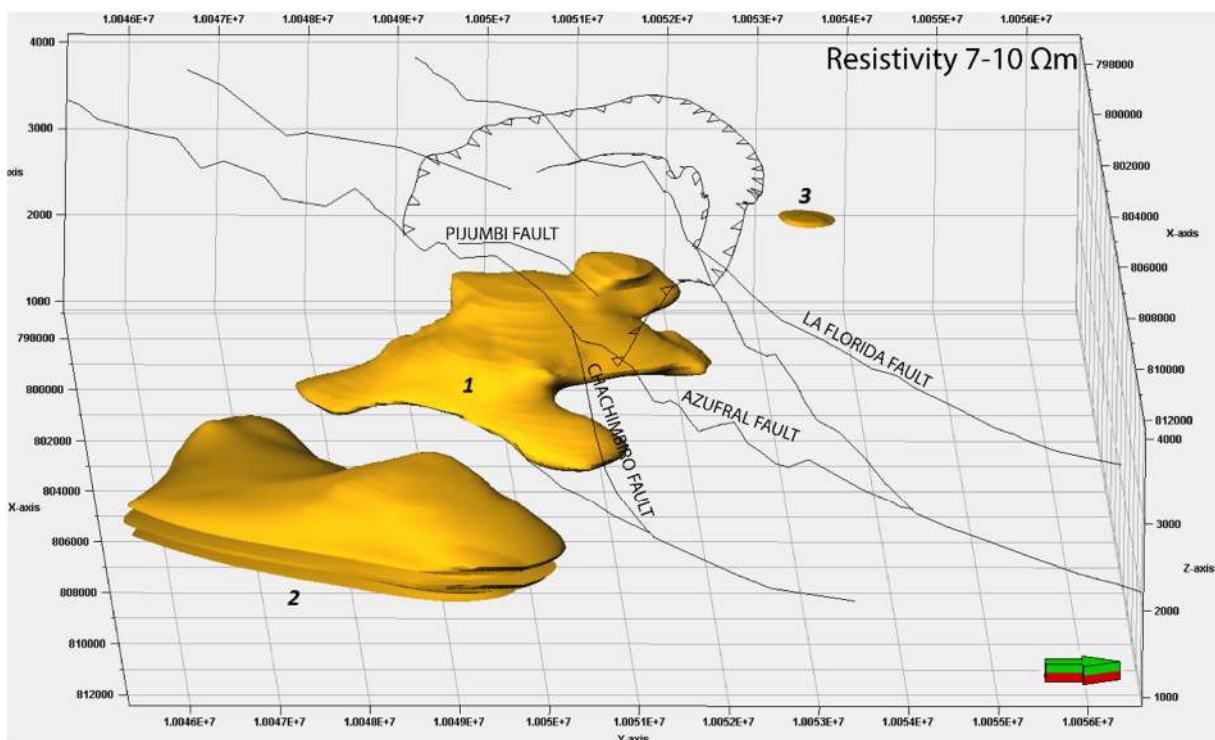 1.0046E+7 1.0047E+7 1.0048E+7 1.0049E+7 1.005E+7 1.0051E+7 1.0052E+7 1.0053E+7 1.0054E+7 1.0055E+7 1.0056E+7
Resistivity 7-10 Ωm
4000
3000
2000
1000
798000
800000
802000
804000
806000
808000
810000
812000
798000
800000
802000
804000
X-axis
806000
808000
810000
812000
4000
3000
Z-axis
2000
1000
xis
X-axis
3
PIJUMBI FAULT
LA FLORIDA FAULT
1
CHACHIMBIRO FAULT
AZUFRAL FAULT
2
1.0046E+7 1.0047E+7 1.0048E+7 1.0049E+7 1.005E+7 1.0051E+7 1.0052E+7 1.0053E+7 1.0054E+7 1.0055E+7 1.0056E+7